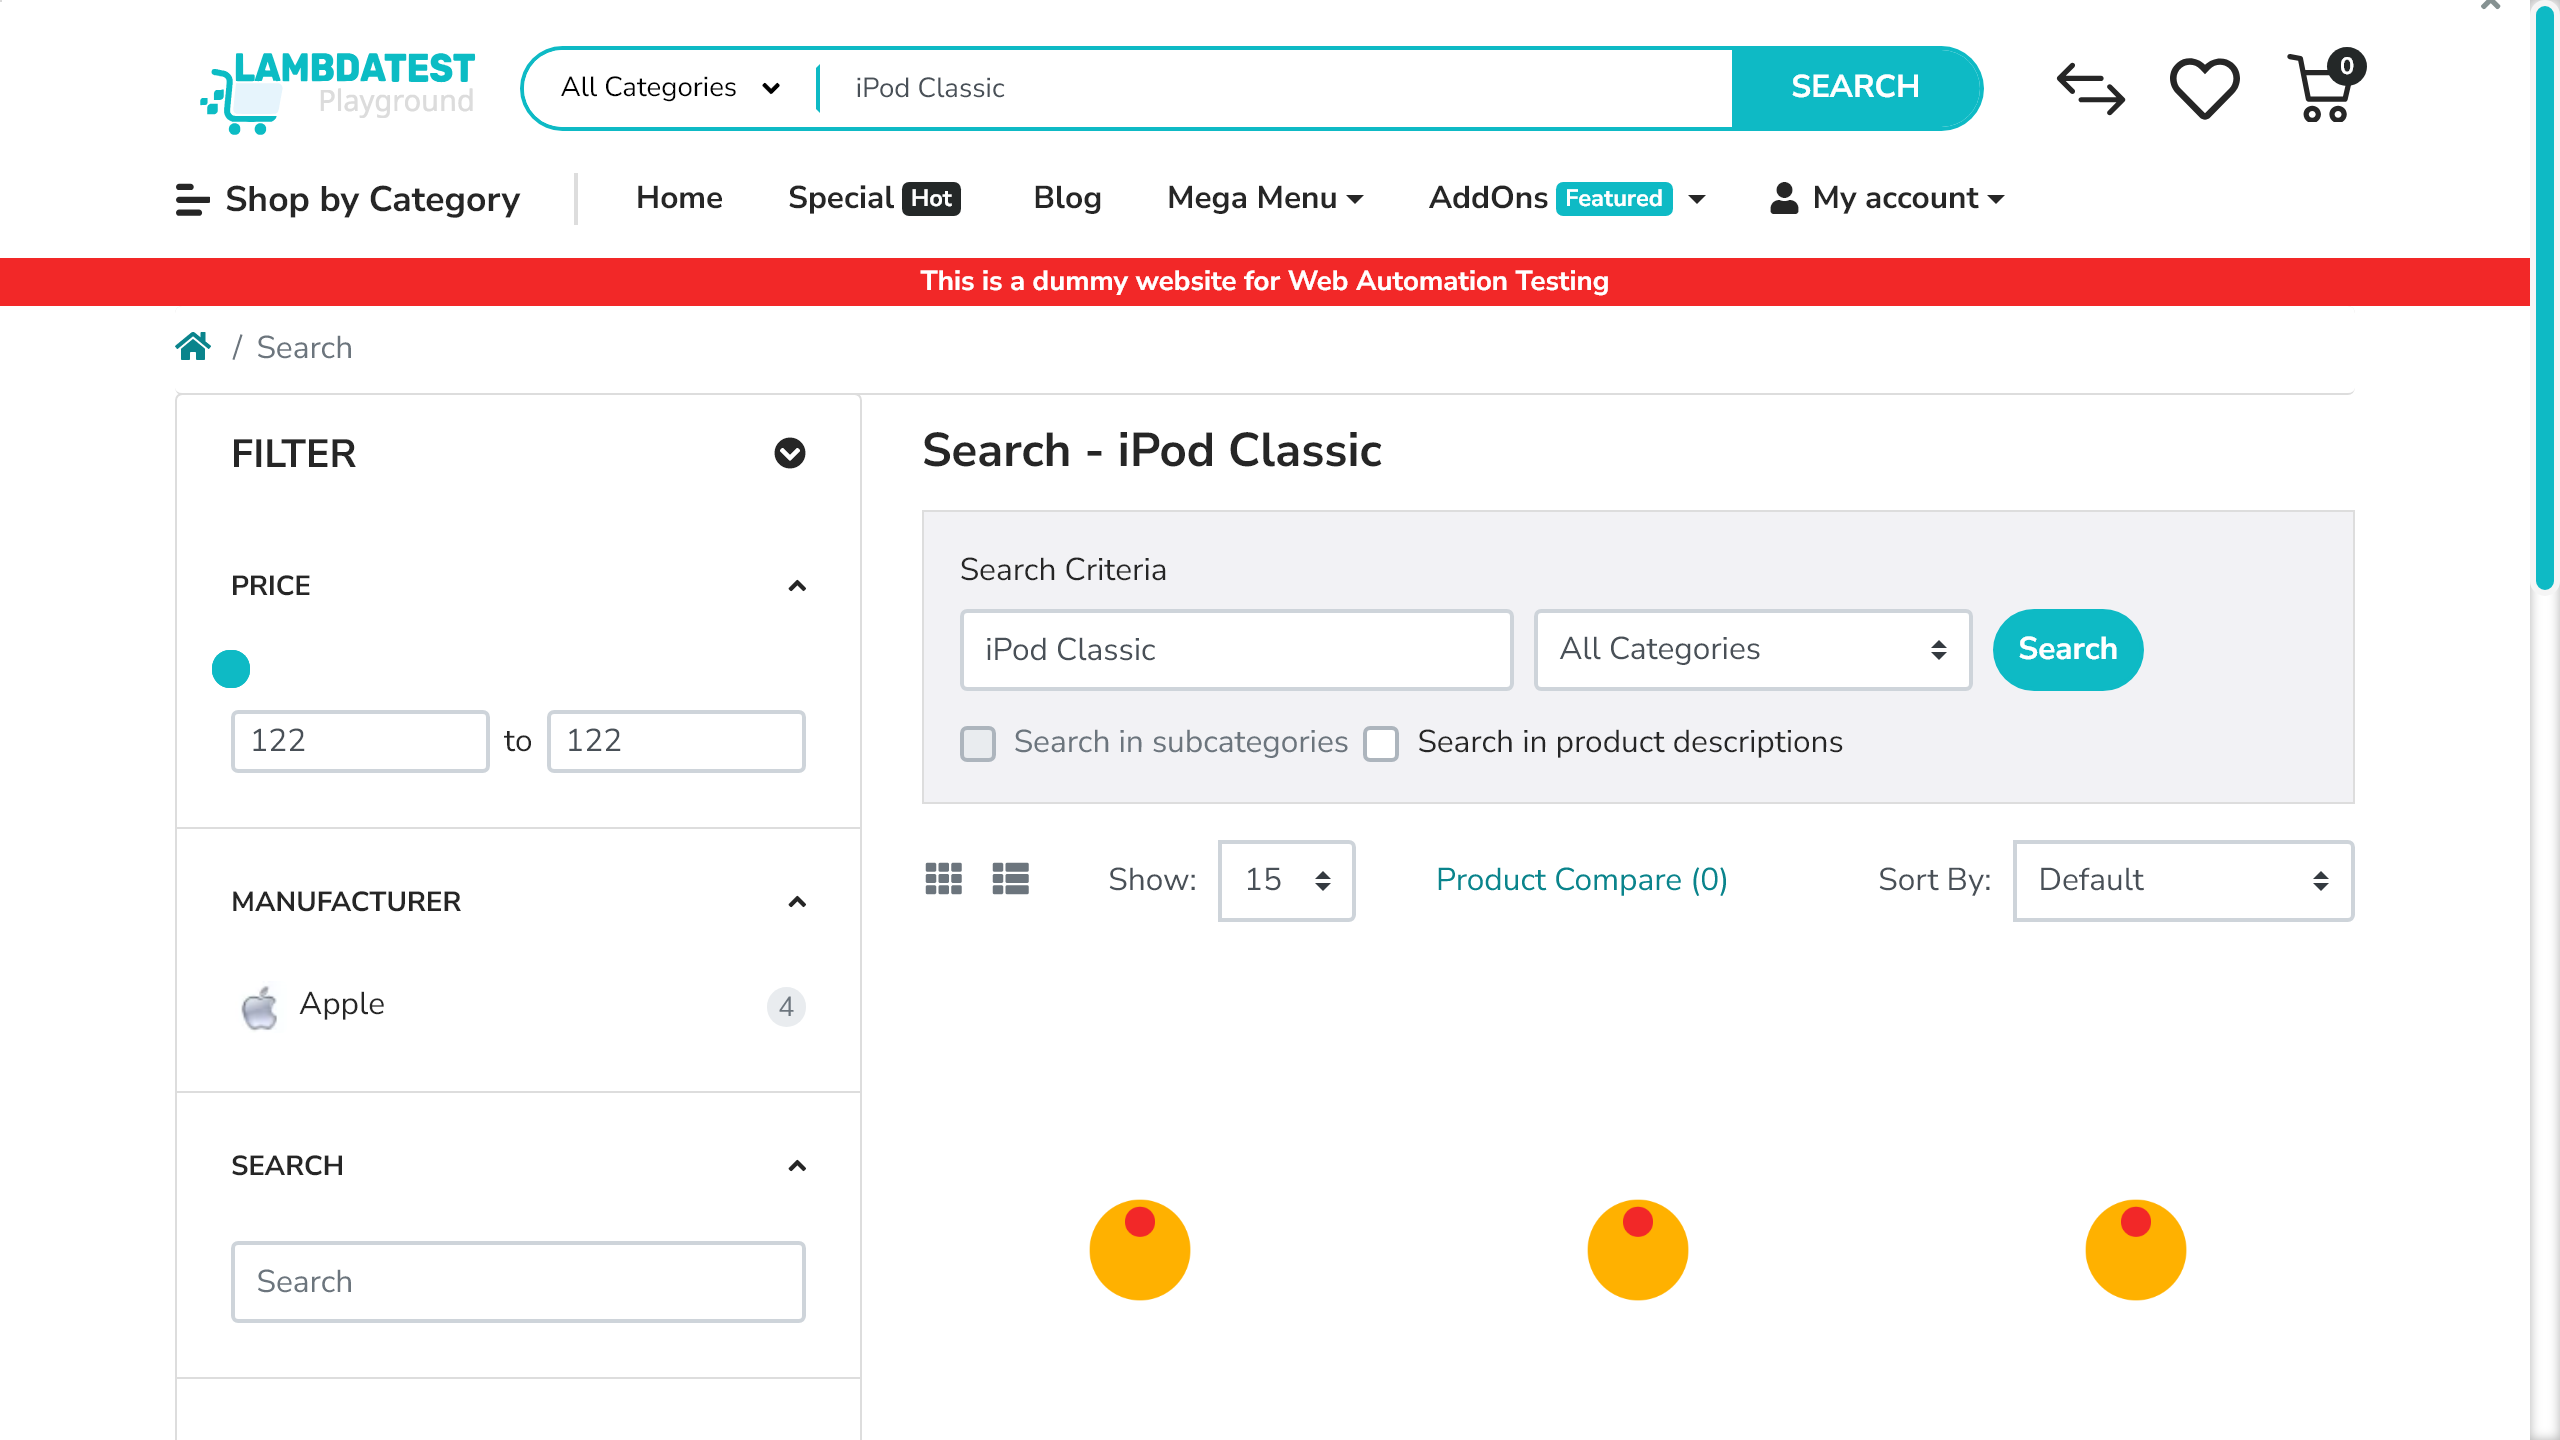 LAMBDATEST
Playground
All Categories
iPod Classic
SEARCH
0
Shop by Category
Home
Special Hot
Blog
Mega Menu
AddOns Featured
My account
This is a dummy website for Web Automation Testing
/ Search
FILTER
PRICE
122 to 122
MANUFACTURER
Apple 4
SEARCH
Search
Search - iPod Classic
Search Criteria
iPod Classic
All Categories
Search
Search in subcategories
Search in product descriptions
Show: 15
Product Compare (0)
Sort By: Default